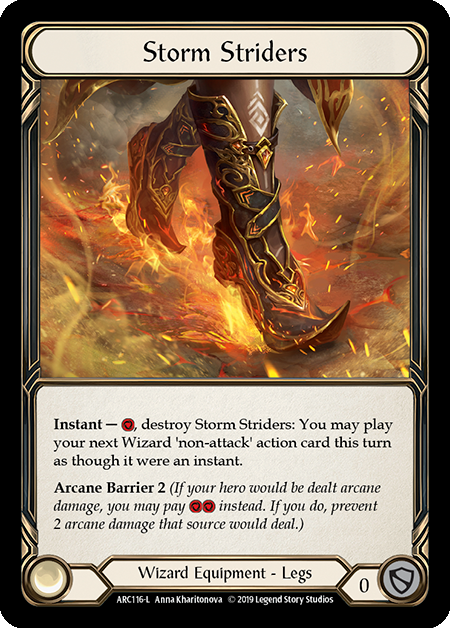 Storm Striders
Instant — , destroy Storm Striders: You may play
your next Wizard 'non-attack' action card this turn
as though it were an instant.
Arcane Barrier 2 (If your hero would be dealt arcane
damage, you may pay instead. If you do, prevent
2 arcane damage that source would deal.)
Wizard Equipment - Legs
0
ARC116-L Anna Kharitonova © 2019 Legend Story Studios